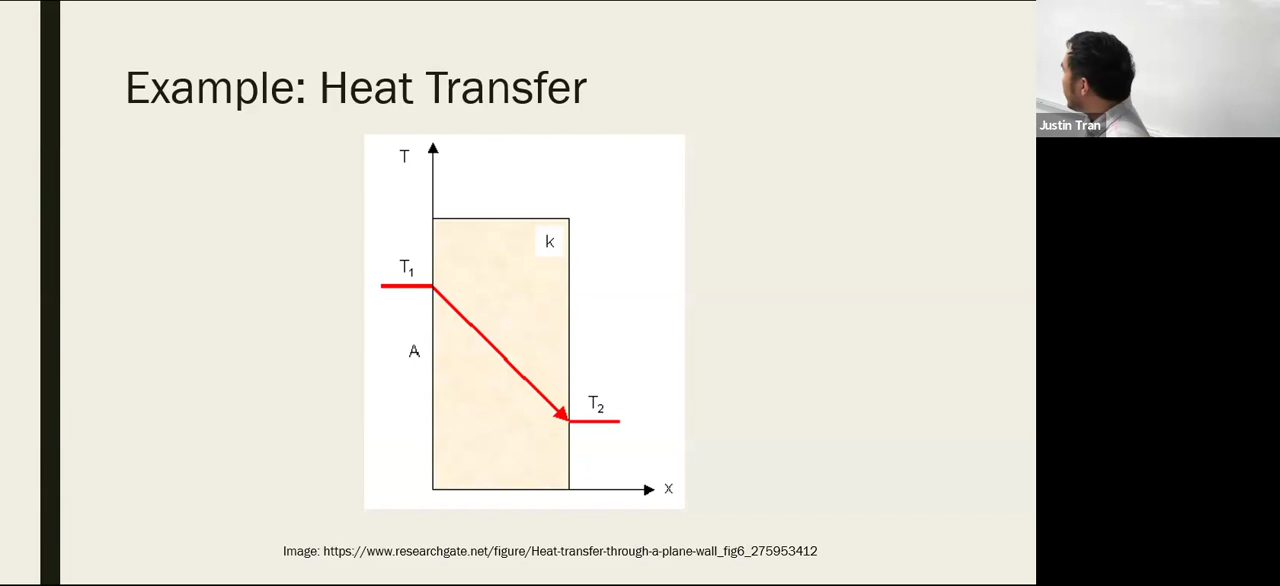 Example: Heat Transfer
Justin Tran
T
k
T₁
A
T₂
x
Image: https://www.researchgate.net/figure/Heat-transfer-through-a-plane-wall_fig6_275953412